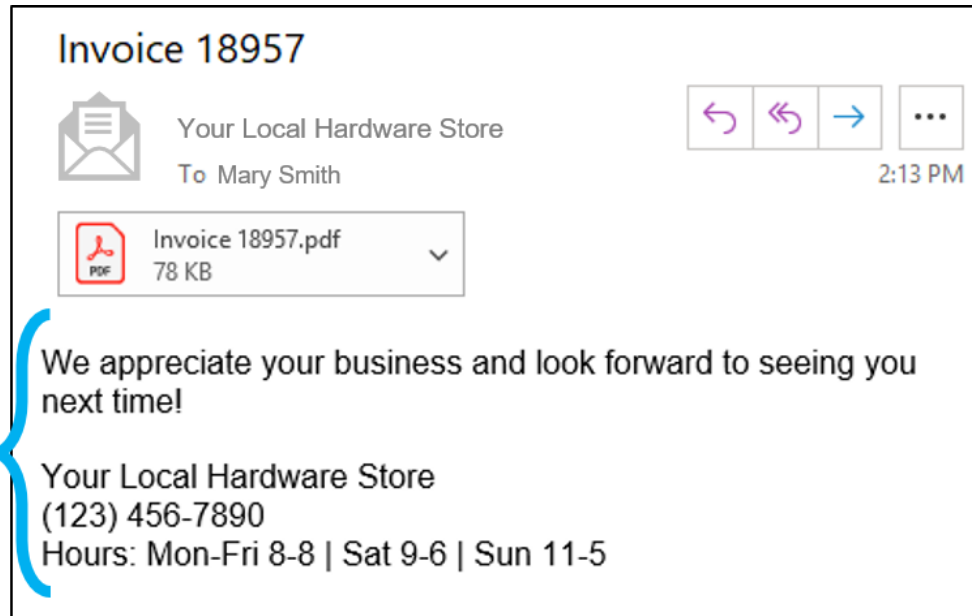 Invoice 18957
Your Local Hardware Store
To Mary Smith
2:13 PM
Invoice 18957.pdf
PDF
78 KB
We appreciate your business and look forward to seeing you
next time!
Your Local Hardware Store
(123) 456-7890
Hours: Mon-Fri 8-8 | Sat 9-6 | Sun 11-5